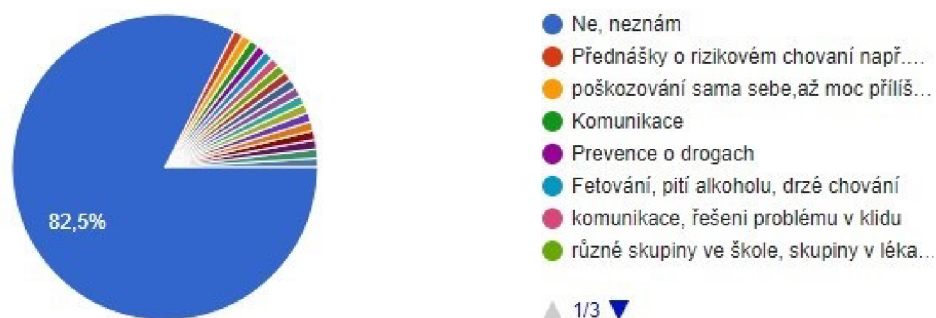 82,5%
Ne, neznám
Přednášky o rizikovém chovaní např....
poškozování sama sebe,až moc přílíš...
Komunikace
Prevence o drogach
Fetování, pití alkoholu, drzé chování
komunikace, řešeni problému v klidu
různé skupiny ve škole, skupiny v léka...
1/3